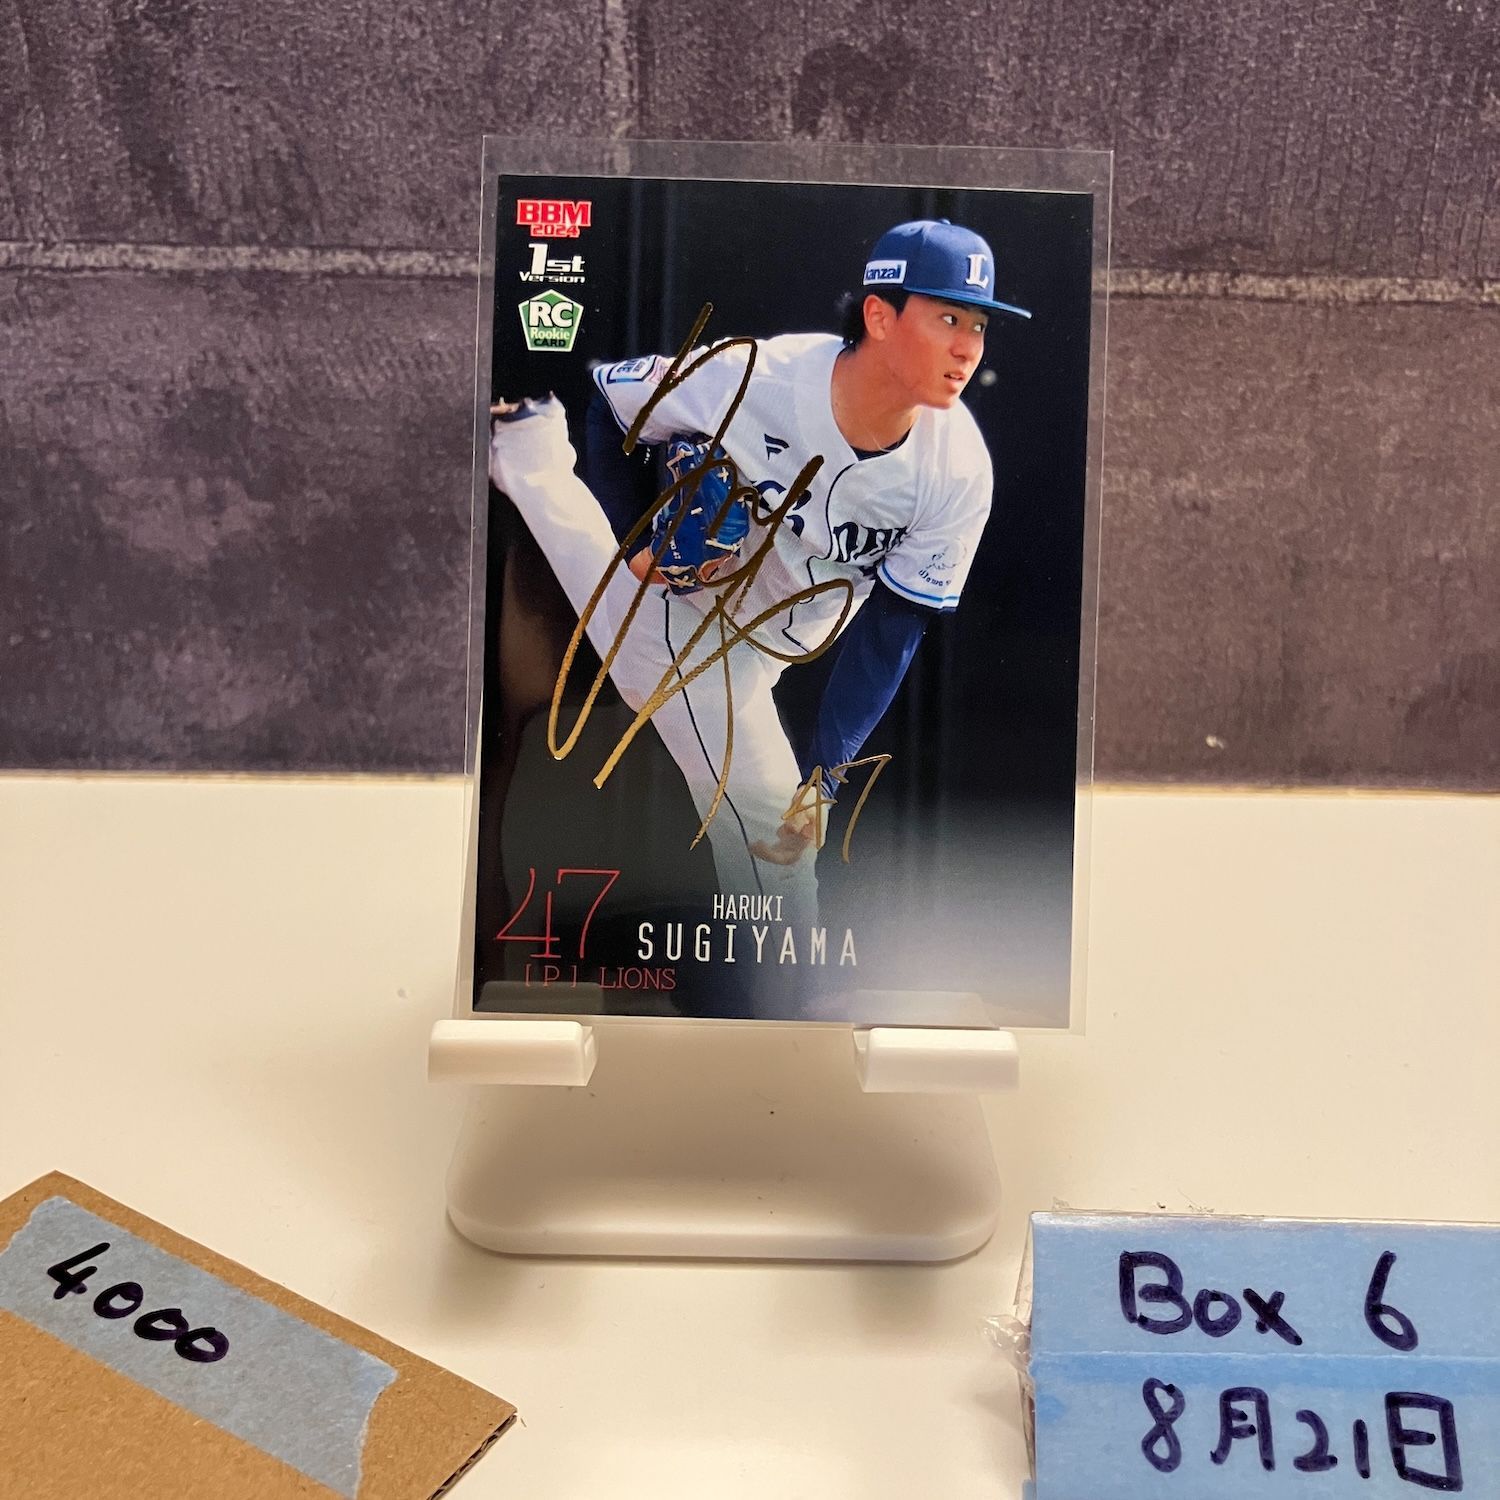 BBM
2024
1st
Version
RC
Rookie
CARD
kanzai
L
47
47
HARUKI
SUGIYAMA
[P] LIONS
4000
Box 6
8月21日